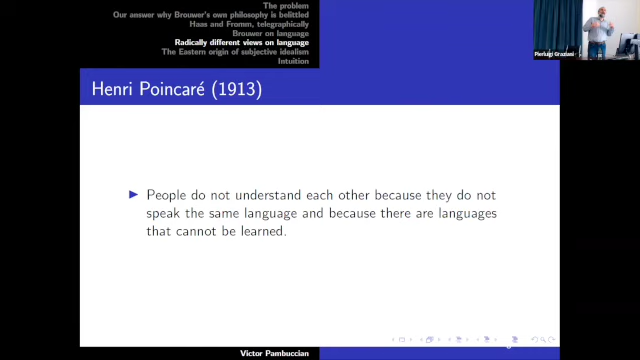 The problem
Our answer why Brouwer's own philosophy is belittled
Haas and Fromm, telegraphically
Brouwer on language
Radically different views on language
The Eastern origin of subjective idealism
Intuition
Pierluigi Graziani
Henri Poincaré (1913)
People do not understand each other because they do not
speak the same language and because there are languages
that cannot be learned.
Victor Pambuccian